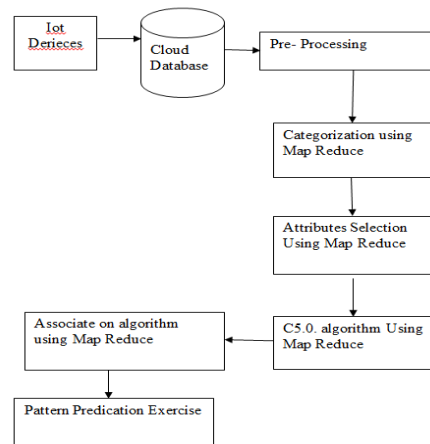 Iot
Derieces
Cloud
Database
Pre- Processing
Categorization using
Map Reduce
Attributes Selection
Using Map Reduce
C5.0. algorithm Using
Map Reduce
Associate on algorithm
using Map Reduce
Pattern Predication Exercise